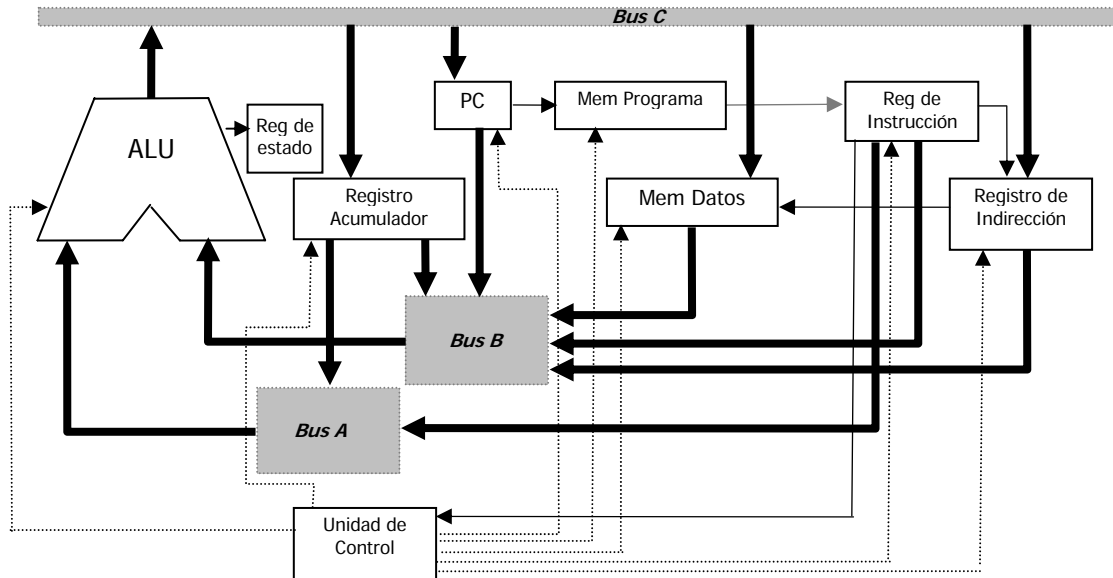 Bus C
PC
Mem Programa
Reg de
Instrucción
ALU
Reg de
estado
Registro
Acumulador
Mem Datos
Registro de
Indirección
Bus B
Bus A
Unidad de
Control